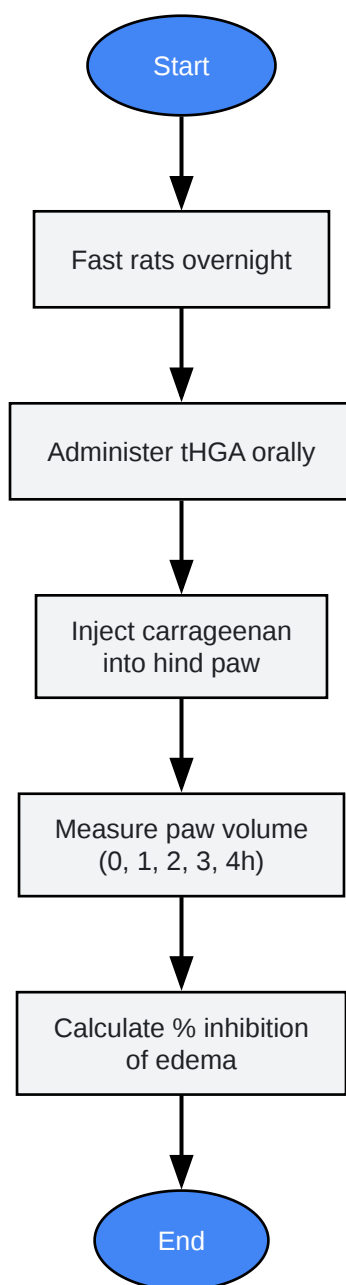 Start
Fast rats overnight
Administer tHGA orally
Inject carrageenan
into hind paw
Measure paw volume
(0, 1, 2, 3, 4h)
Calculate % inhibition
of edema
End